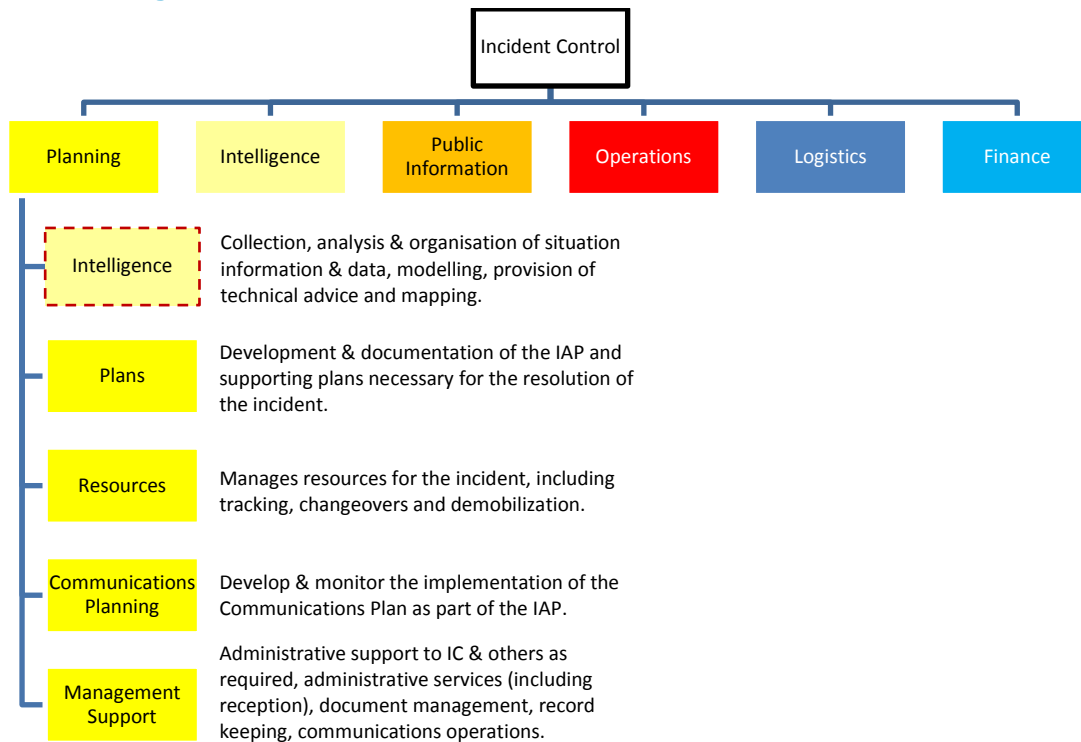 Incident Control
Planning
Intelligence
Public
Information
Operations
Logistics
Finance
Intelligence
Collection, analysis & organisation of situation
information & data, modelling, provision of
technical advice and mapping.
Plans
Development & documentation of the IAP and
supporting plans necessary for the resolution of
the incident.
Resources
Manages resources for the incident, including
tracking, changeovers and demobilization.
Communications
Planning
Develop & monitor the implementation of the
Communications Plan as part of the IAP.
Management
Support
Administrative support to IC & others as
required, administrative services (including
reception), document management, record
keeping, communications operations.